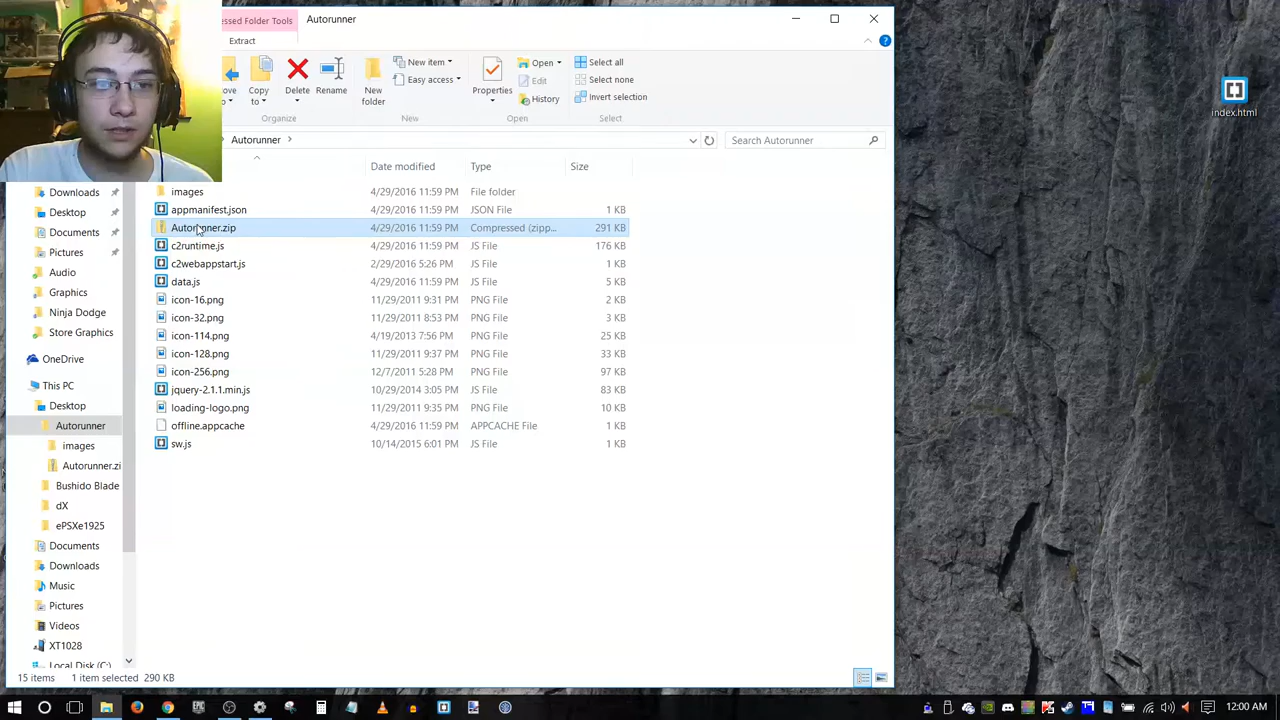 essed Folder Tools
Autorunner
Extract
ove to
Copy to
Delete
Rename
New folder
New item
Easy access
Properties
Open
Edit
History
Select all
Select none
Invert selection
Organize
New
Open
Select
Autorunner
Search Autorunner
Date modified
Type
Size
images 4/29/2016 11:59 PM File folder
appmanifest.json 4/29/2016 11:59 PM JSON File 1 KB
Autorunner.zip 4/29/2016 11:59 PM Compressed (zipp... 291 KB
c2runtime.js 4/29/2016 11:59 PM JS File 176 KB
c2webappstart.js 2/29/2016 5:26 PM JS File 1 KB
data.js 4/29/2016 11:59 PM JS File 5 KB
icon-16.png 11/29/2011 9:31 PM PNG File 2 KB
icon-32.png 11/29/2011 8:53 PM PNG File 3 KB
icon-114.png 4/19/2013 7:56 PM PNG File 25 KB
icon-128.png 11/29/2011 9:37 PM PNG File 33 KB
icon-256.png 12/7/2011 5:28 PM PNG File 97 KB
jquery-2.1.1.min.js 10/29/2014 3:05 PM JS File 83 KB
loading-logo.png 11/29/2011 9:35 PM PNG File 10 KB
offline.appcache 4/29/2016 11:59 PM APPCACHE File 1 KB
sw.js 10/14/2015 6:01 PM JS File 1 KB
Downloads
Desktop
Documents
Pictures
Audio
Graphics
Ninja Dodge
Store Graphics
OneDrive
This PC
Desktop
Autorunner
images
Autorunner.zi
Bushido Blade
dX
ePSXe1925
Documents
Downloads
Music
Pictures
Videos
XT1028
Local Disk (C:)
15 items 1 item selected 290 KB
index.html
12:00 AM